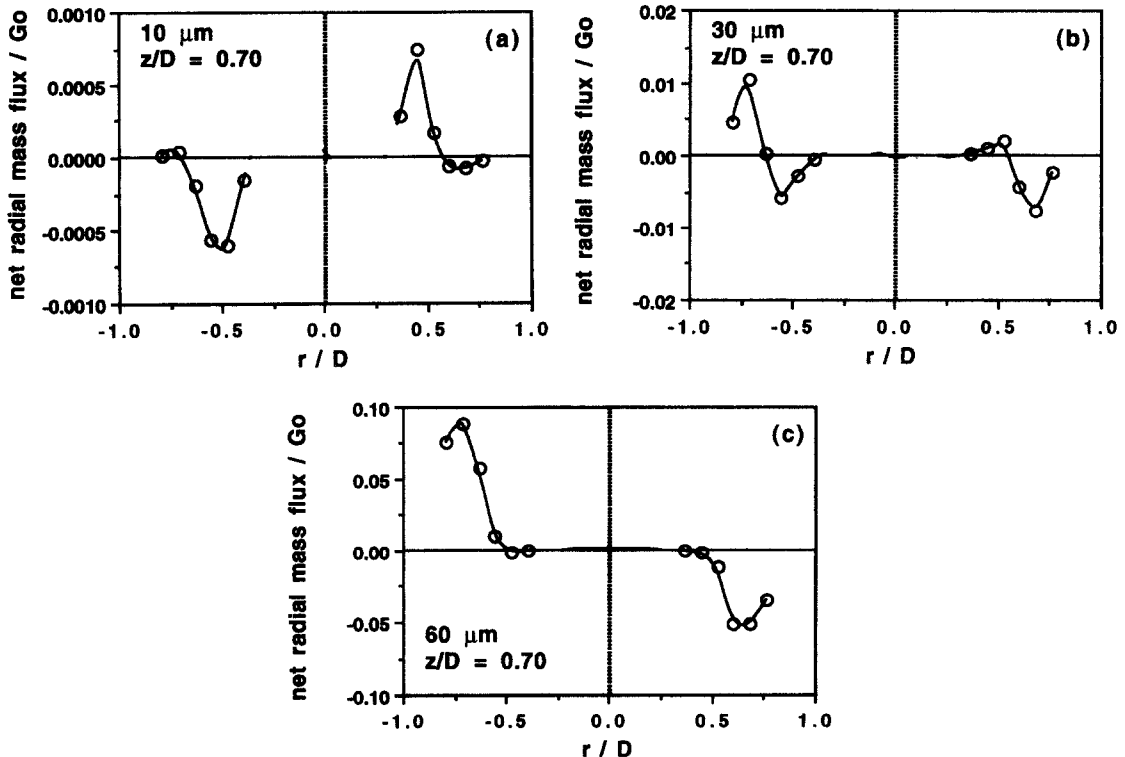 net radial mass flux / Go
0.0010
0.0005
0.0000
-0.0005
-0.0010
10 μm
z/D = 0.70
(a)
-1.0
-0.5
0.0
0.5
1.0
r / D
net radial mass flux / Go
0.02
0.01
0.00
-0.01
-0.02
30 μm
z/D = 0.70
(b)
-1.0
-0.5
0.0
0.5
1.0
r / D
net radial mass flux / Go
0.10
0.05
0.00
-0.05
-0.10
(c)
60 μm
z/D = 0.70
-1.0
-0.5
0.0
0.5
1.0
r / D